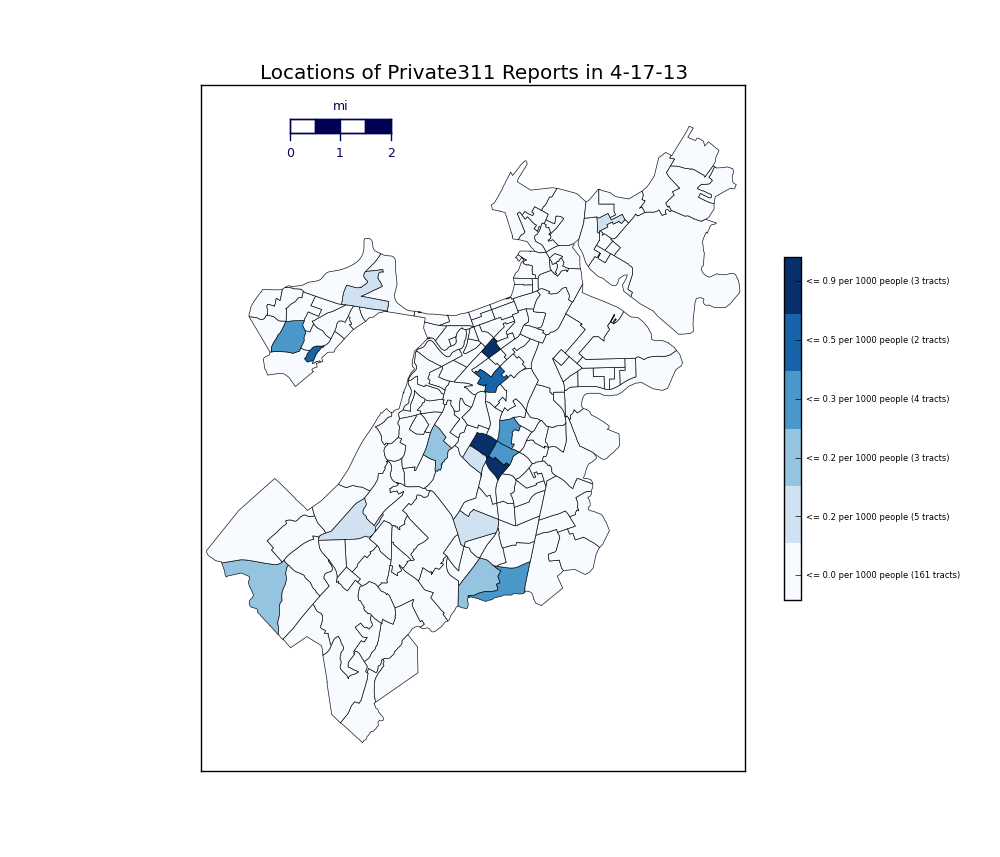 Locations of Private311 Reports in 4-17-13
mi
0 1 2
<= 0.9 per 1000 people (3 tracts)
<= 0.5 per 1000 people (2 tracts)
<= 0.3 per 1000 people (4 tracts)
<= 0.2 per 1000 people (3 tracts)
<= 0.2 per 1000 people (5 tracts)
<= 0.0 per 1000 people (161 tracts)